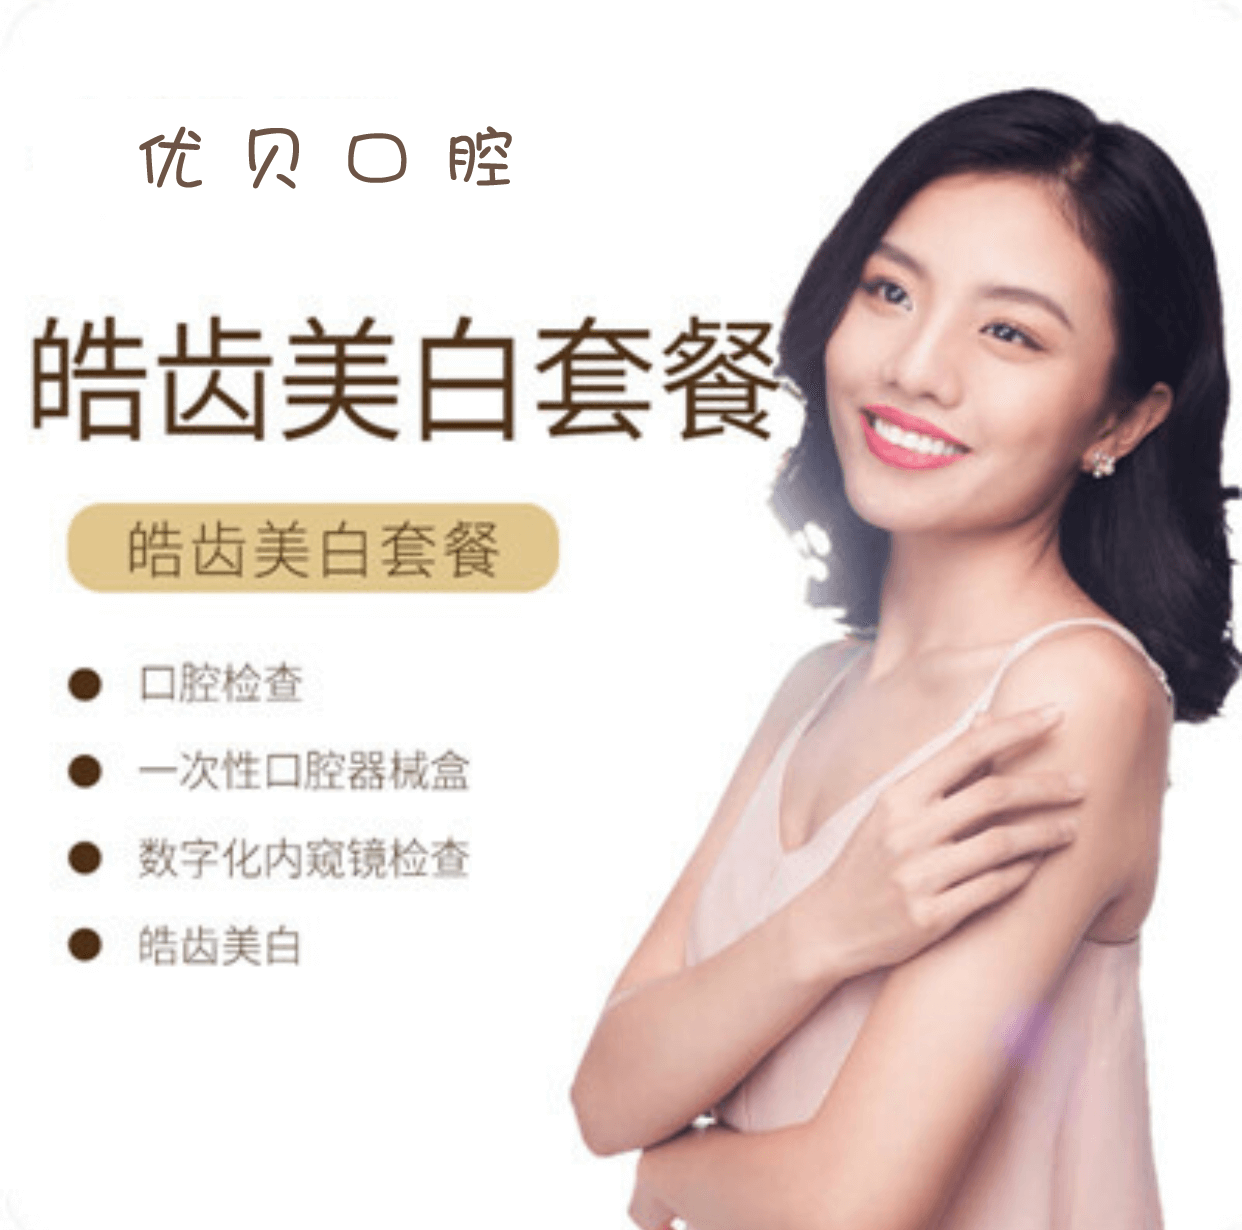 优贝口腔
皓齿美白套餐
皓齿美白套餐
口腔检查
一次性口腔器械盒
数字化内窥镜检查
皓齿美白